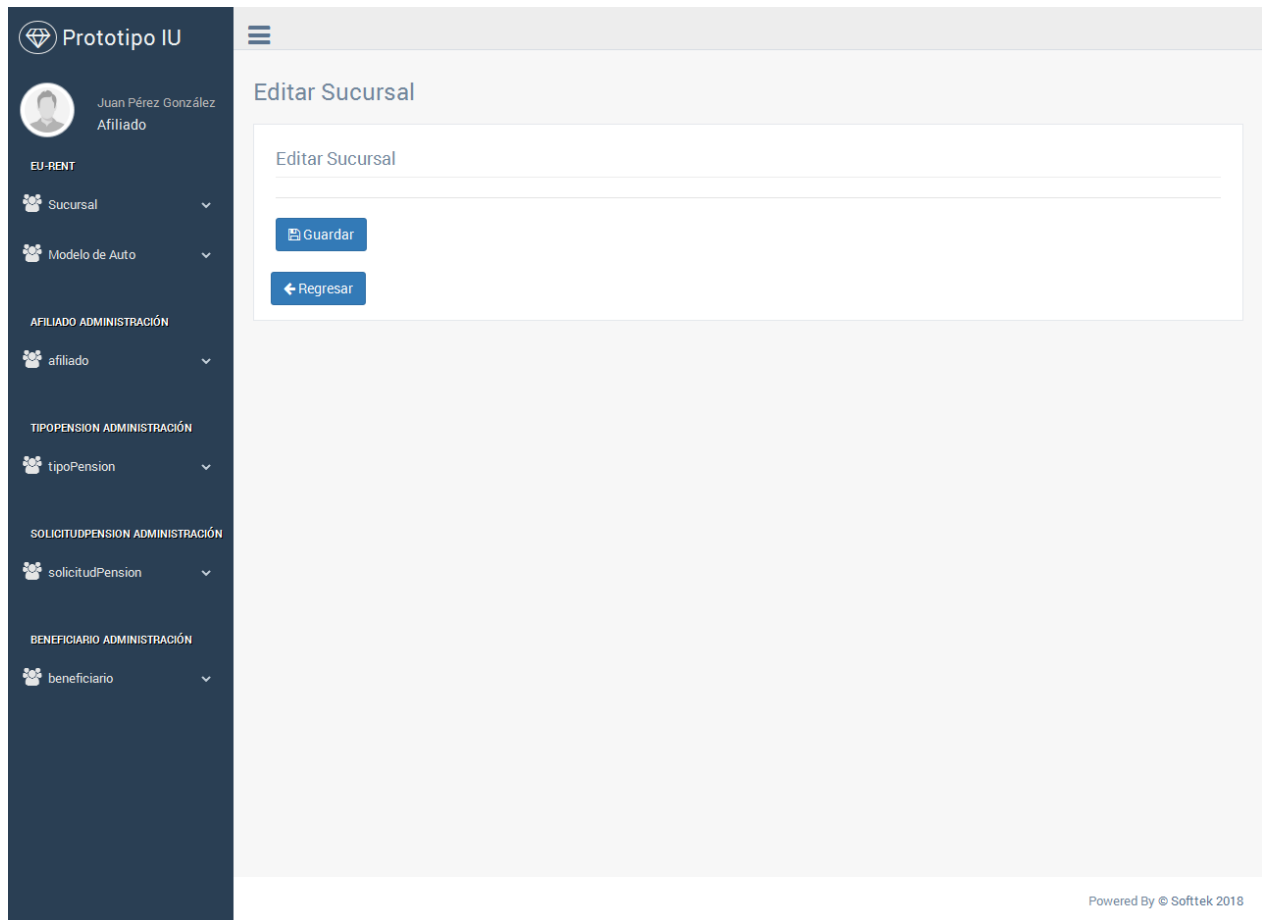 Prototipo IU
Juan Pérez González
Afiliado
EU-RENT
Sucursal
Modelo de Auto
AFILIADO ADMINISTRACIÓN
afiliado
TIPOPENSION ADMINISTRACIÓN
tipoPension
SOLICITUDPENSION ADMINISTRACIÓN
solicitudPension
BENEFICIARIO ADMINISTRACIÓN
beneficiario
Editar Sucursal
Editar Sucursal
Guardar
Regresar
Powered By © Softtek 2018